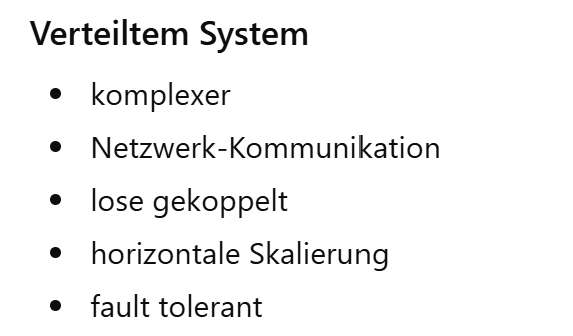 Verteiltem System
• komplexer
• Netzwerk-Kommunikation
• lose gekoppelt
• horizontale Skalierung
• fault tolerant